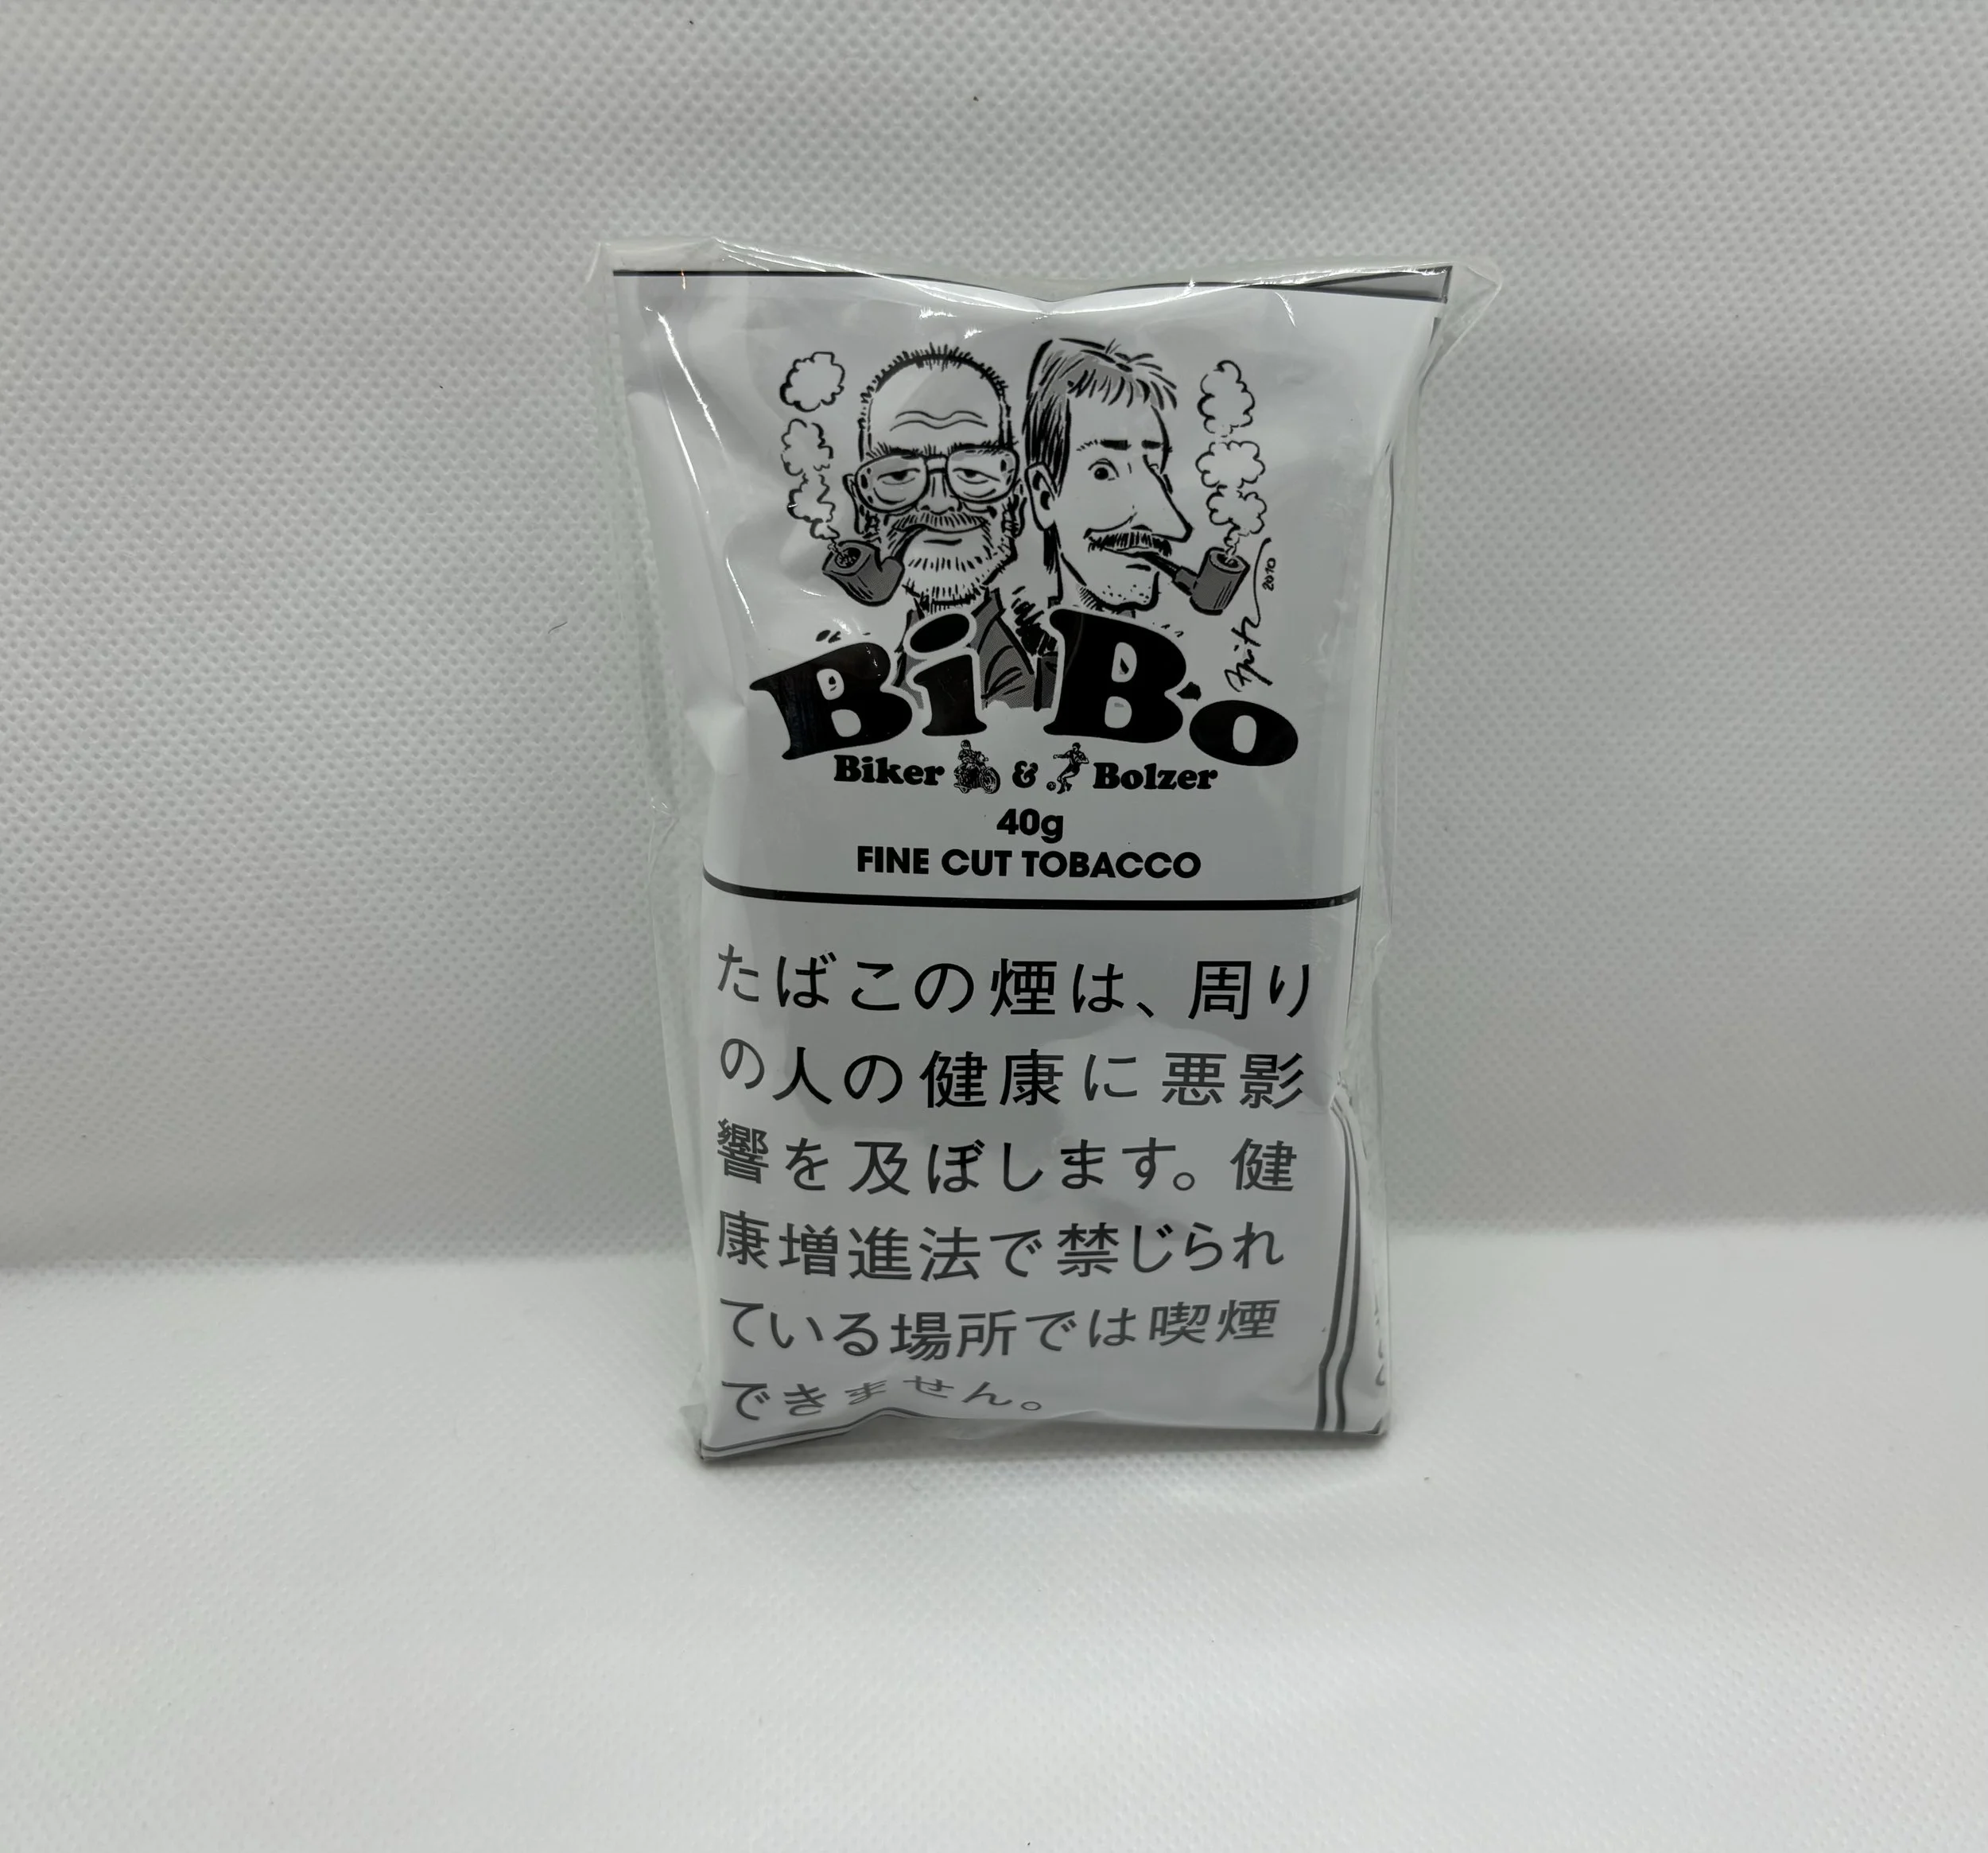 2010
BiBo
Biker & Bolzer
40g
FINE CUT TOBACCO
たばこの煙は、周り
の人の健康に悪影
響を及ぼします。健
康増進法で禁じられ
ている場所では喫煙
できません。